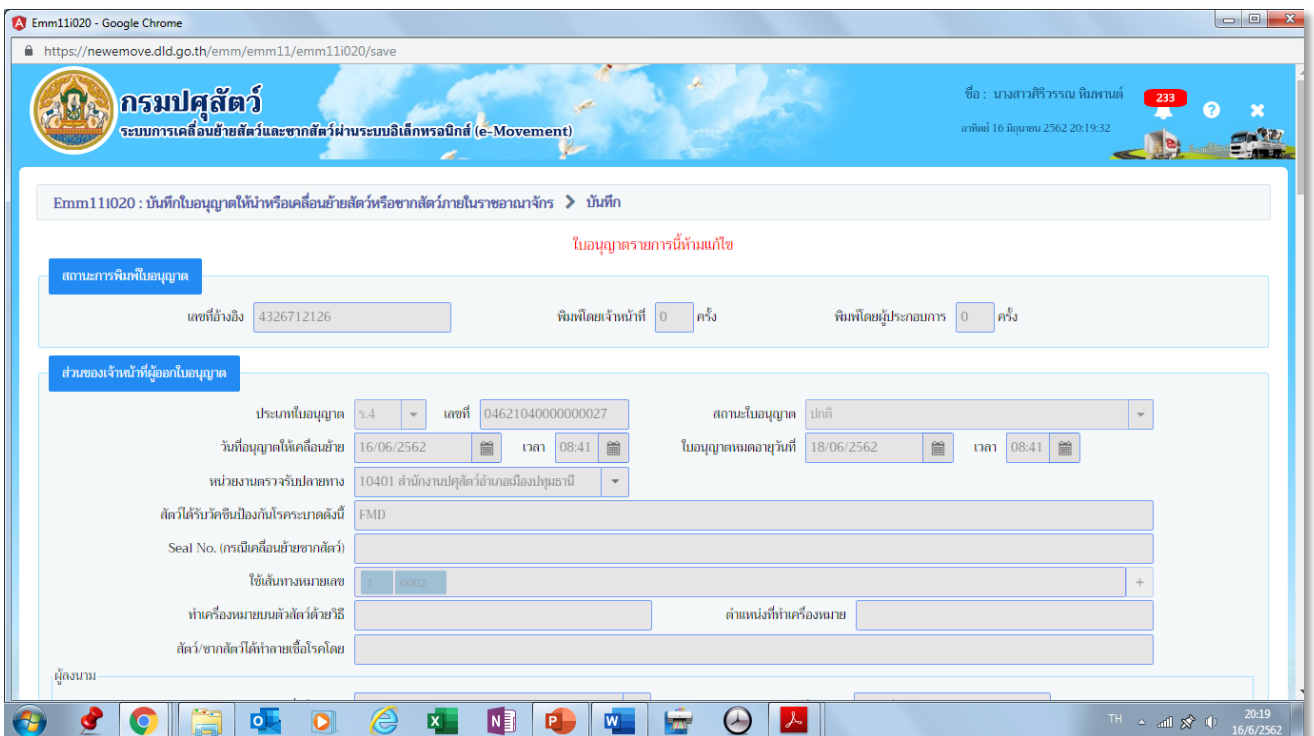 Emm11i020 - Google Chrome
https://newemove.dld.go.th/emm/emm11/emm11i020/save
กรมปศุสัตว์
ระบบการเคลื่อนย้ายสัตว์และซากสัตว์ผ่านระบบอิเล็กทรอนิกส์ (e-Movement)
ชื่อ : นางสาวศิริวรรณ พิมพานต์
233
อาทิตย์ 16 มิถุนายน 2562 20:19:32
Emm11i020 : บันทึกใบอนุญาตให้นำหรือเคลื่อนย้ายสัตว์หรือซากสัตว์ภายในราชอาณาจักร > บันทึก
ใบอนุญาตรายการนี้ห้ามแก้ไข
สถานะการพิมพ์ใบอนุญาต
เลขที่อ้างอิง 4326712126 พิมพ์โดยเจ้าหน้าที่ 0 ครั้ง พิมพ์โดยผู้ประกอบการ 0 ครั้ง
ส่วนของเจ้าหน้าที่ผู้ออกใบอนุญาต
ประเภทใบอนุญาต ร.4 เลขที่ 04621040000000027 สถานะใบอนุญาต ปกติ
วันที่อนุญาตให้เคลื่อนย้าย 16/06/2562 เวลา 08:41 ใบอนุญาตหมดอายุวันที่ 18/06/2562 เวลา 08:41
หน่วยงานตรวจรับปลายทาง 10401 สำนักงานปศุสัตว์อำเภอเมืองปทุมธานี
สัตว์ได้รับวัคซีนป้องกันโรคระบาดดังนี้ FMD
Seal No. (กรณีเคลื่อนย้ายซากสัตว์)
ใช้เส้นทางหมายเลข 1 0002 +
ทำเครื่องหมายบนตัวสัตว์ด้วยวิธี ตำแหน่งที่ทำเครื่องหมาย
สัตว์/ซากสัตว์ได้ทำลายเชื้อโรคโดย
ผู้ลงนาม
TH 20:19
16/6/2562